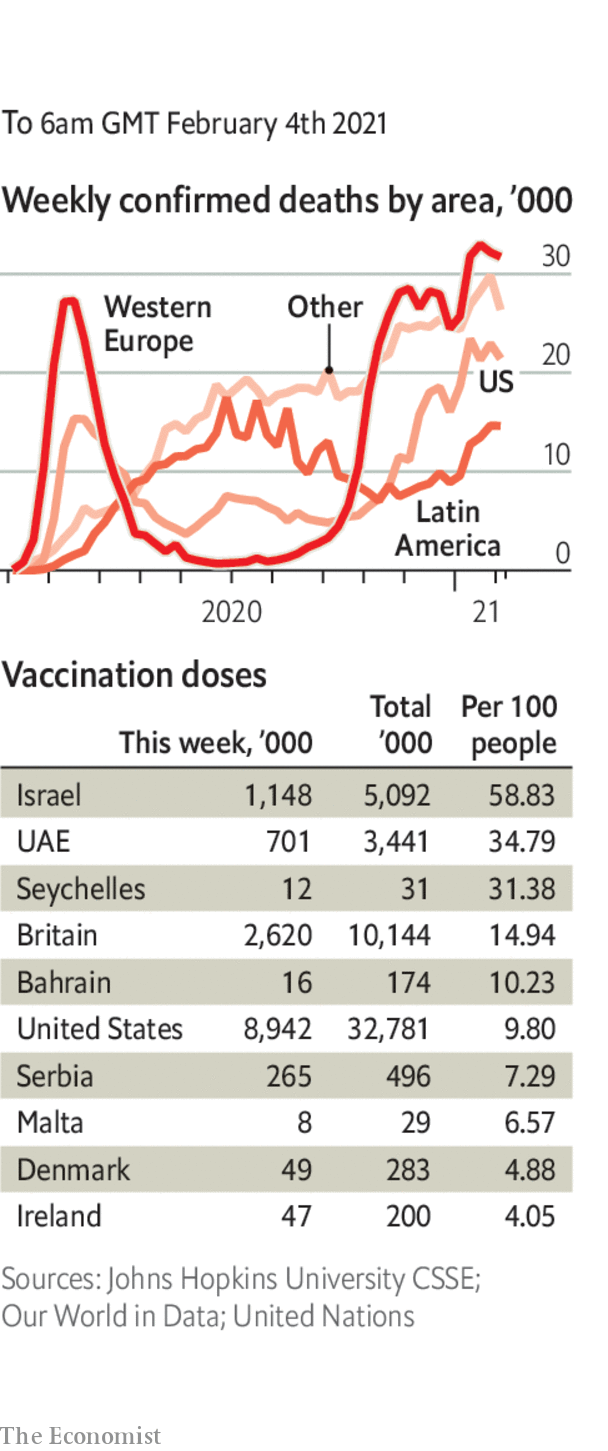 To 6am GMT February 4th 2021
Weekly confirmed deaths by area, ’000
30
Western Europe
Other
20
US
10
Latin America
0
2020
21
Vaccination doses
This week, ’000 Total ’000 Per 100 people
Israel 1,148 5,092 58.83
UAE 701 3,441 34.79
Seychelles 12 31 31.38
Britain 2,620 10,144 14.94
Bahrain 16 174 10.23
United States 8,942 32,781 9.80
Serbia 265 496 7.29
Malta 8 29 6.57
Denmark 49 283 4.88
Ireland 47 200 4.05
Sources: Johns Hopkins University CSSE;
Our World in Data; United Nations
The Economist